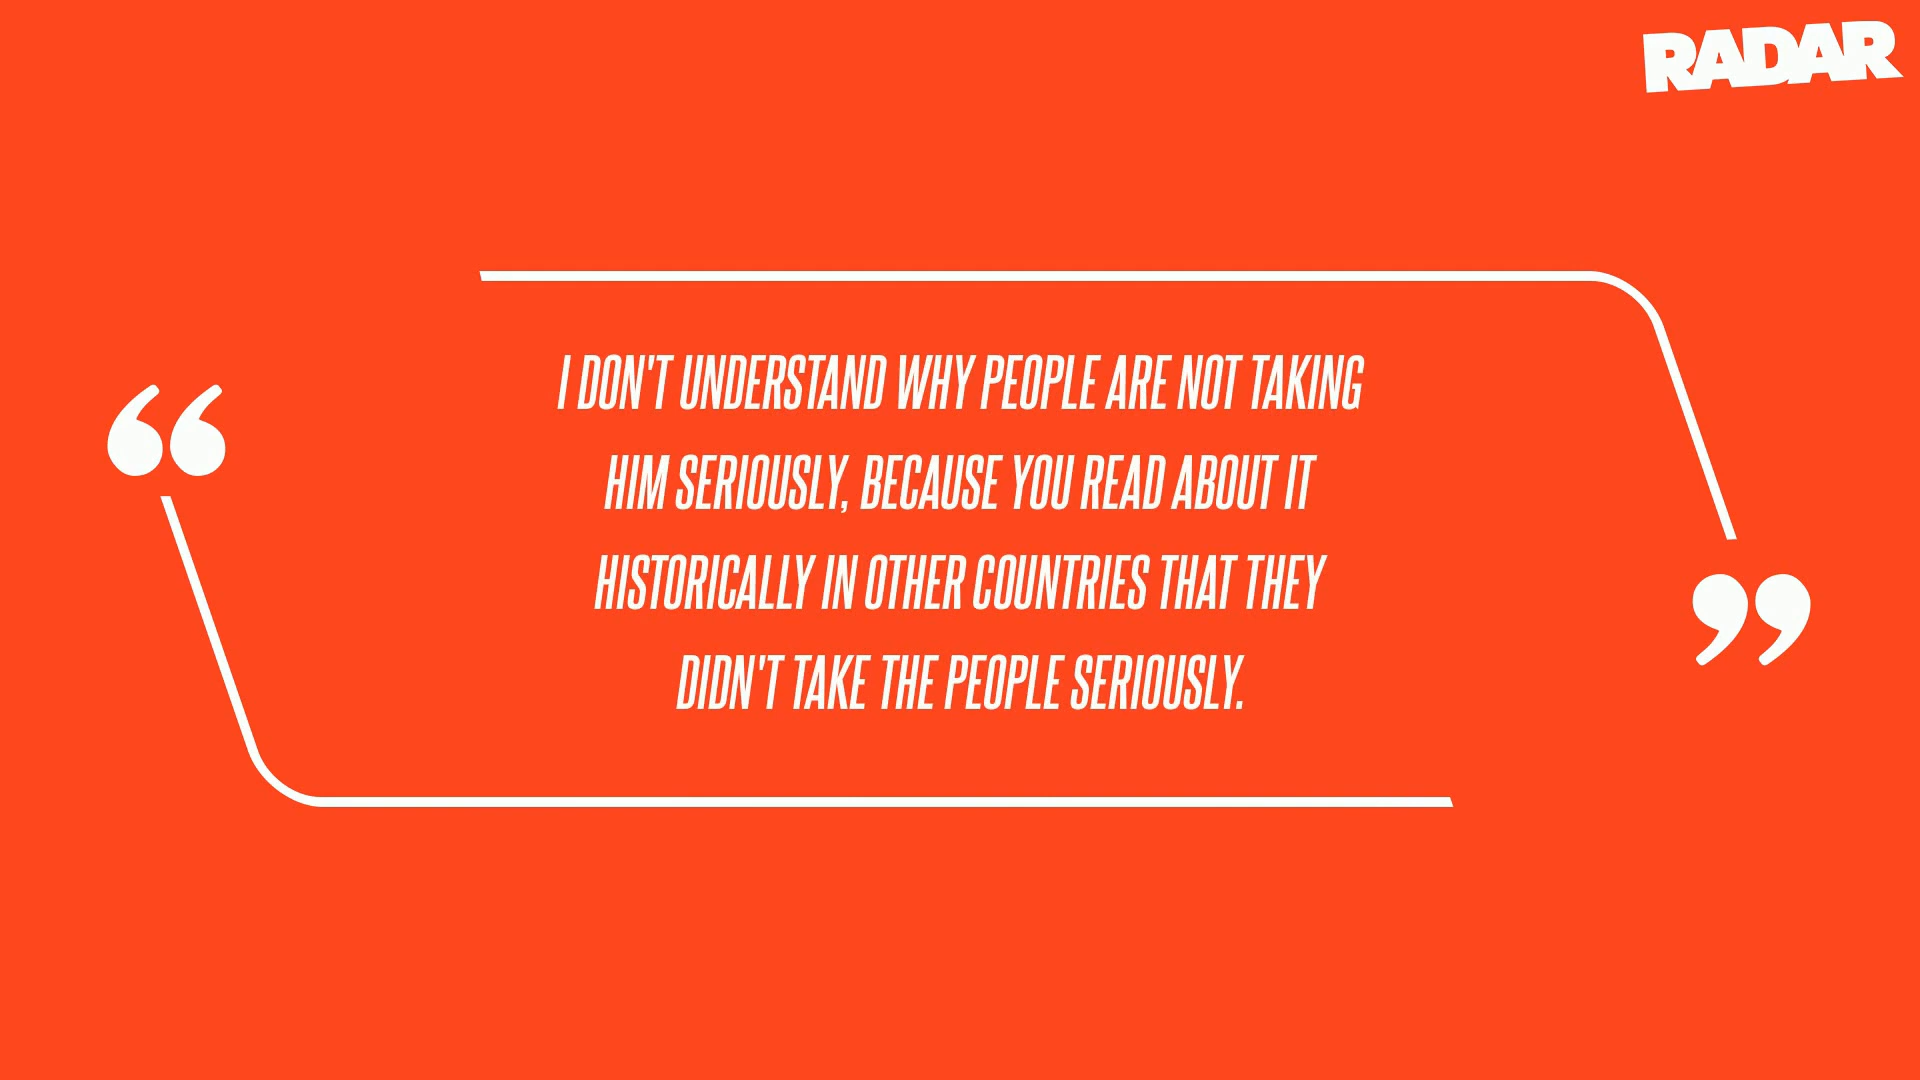 RADAR
I DON'T UNDERSTAND WHY PEOPLE ARE NOT TAKING
HIM SERIOUSLY, BECAUSE YOU READ ABOUT IT
HISTORICALLY IN OTHER COUNTRIES THAT THEY
DIDN'T TAKE THE PEOPLE SERIOUSLY.